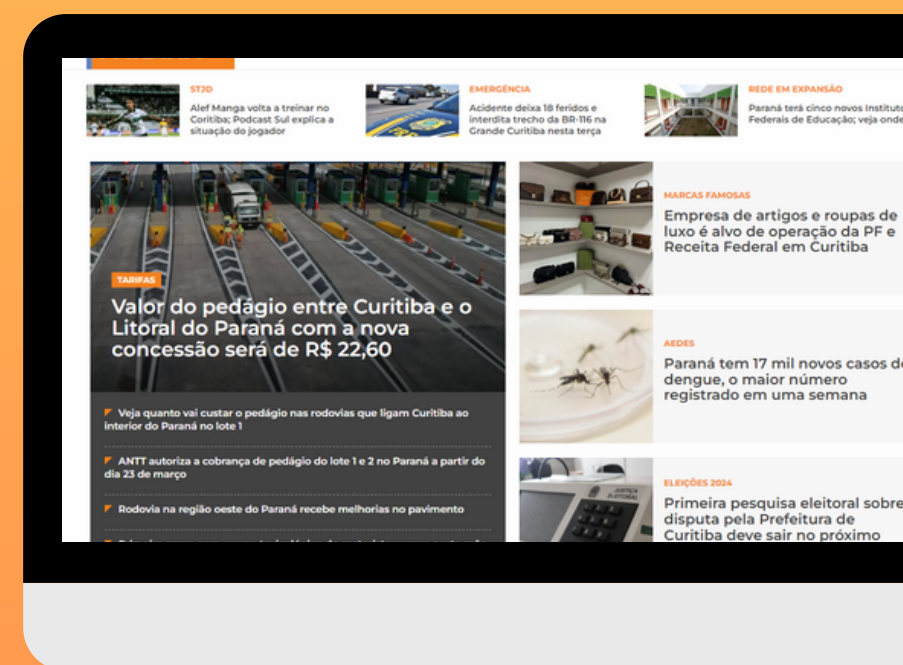 STJD
Alef Manga volta a treinar no
Coritiba; Podcast Sul explica a
situação do jogador
EMERGÊNCIA
Acidente deixa 18 feridos e
interdita trecho da BR-116 na
Grande Curitiba nesta terça
REDE EM EXPANSÃO
Paraná terá cinco novos Instituto
Federais de Educação; veja onde
TARIFAS
Valor do pedágio entre Curitiba e o
Litoral do Paraná com a nova
concessão será de R$ 22,60
Veja quanto vai custar o pedágio nas rodovias que ligam Curitiba ao
interior do Paraná no lote 1
ANTT autoriza a cobrança de pedágio do lote 1 e 2 no Paraná a partir do
dia 23 de março
Rodovia na região oeste do Paraná recebe melhorias no pavimento
MARCAS FAMOSAS
Empresa de artigos e roupas de
luxo é alvo de operação da PF e
Receita Federal em Curitiba
AEDES
Paraná tem 17 mil novos casos de
dengue, o maior número
registrado em uma semana
JUSTIÇA
ELEITORAL
ELEIÇÕES 2024
Primeira pesquisa eleitoral sobre
disputa pela Prefeitura de
Curitiba deve sair no próximo